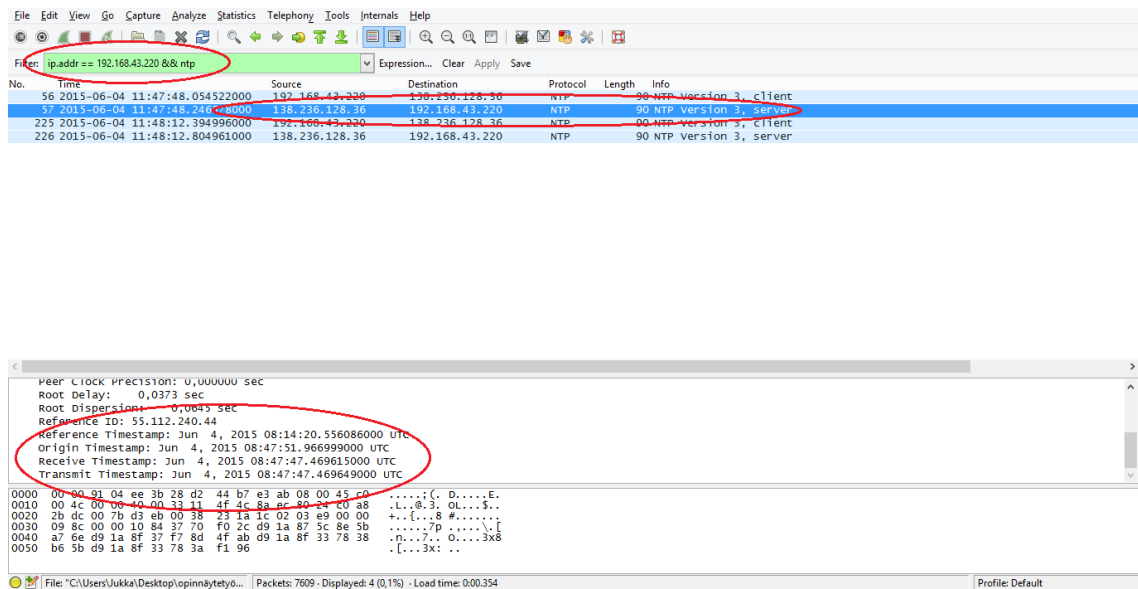 File Edit View Go Capture Analyze Statistics Telephony Tools Internals Help
Filter: ip.addr == 192.168.43.220 && ntp Expression... Clear Apply Save
No. Time Source Destination Protocol Length Info
56 2015-06-04 11:47:48.054522000 192.168.43.220 138.236.128.36 NTP 90 NTP Version 3, client
57 2015-06-04 11:47:48.246 8000 138.236.128.36 192.168.43.220 NTP 90 NTP Version 3, server
225 2015-06-04 11:48:12.394996000 192.168.43.220 138.236.128.36 NTP 90 NTP Version 3, client
226 2015-06-04 11:48:12.804961000 138.236.128.36 192.168.43.220 NTP 90 NTP Version 3, server
Peer Clock Precision: 0,000000 sec
Root Delay: 0,0373 sec
Root Dispersion: 0,0645 sec
Reference ID: 55.112.240.44
Reference Timestamp: Jun 4, 2015 08:14:20.556086000 UTC
Origin Timestamp: Jun 4, 2015 08:47:51.966999000 UTC
Receive Timestamp: Jun 4, 2015 08:47:47.469615000 UTC
Transmit Timestamp: Jun 4, 2015 08:47:47.469649000 UTC
0000 00 00 91 04 ee 3b 28 d2 44 b7 e3 ab 08 00 45 c0 .....;(. D.....E.
0010 00 4c 00 00 40 00 33 11 4f 4c 8a ec 80 24 c0 a8 .L..@.3. OL...$..
0020 2b dc 00 7b d3 eb 00 38 23 1a 1c 02 03 e9 00 00 +..{...8 #.......
0030 09 8c 00 00 10 84 37 70 f0 2c d9 1a 87 5c 8e 5b ......7p .,...\.[
0040 a7 6e d9 1a 8f 37 f7 8d 4f ab d9 1a 8f 33 78 38 .n...7.. O....3x8
0050 b6 5b d9 1a 8f 33 78 3a f1 96 .[...3x: ..
File: "C:\Users\Jukka\Desktop\opinnäytetyö... Packets: 7609 · Displayed: 4 (0,1%) · Load time: 0:00.354 Profile: Default